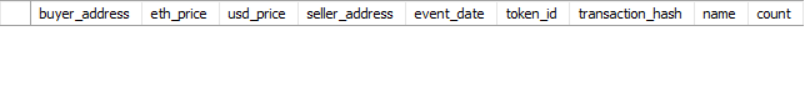 buyer_address eth_price usd_price seller_address event_date token_id transaction_hash name count